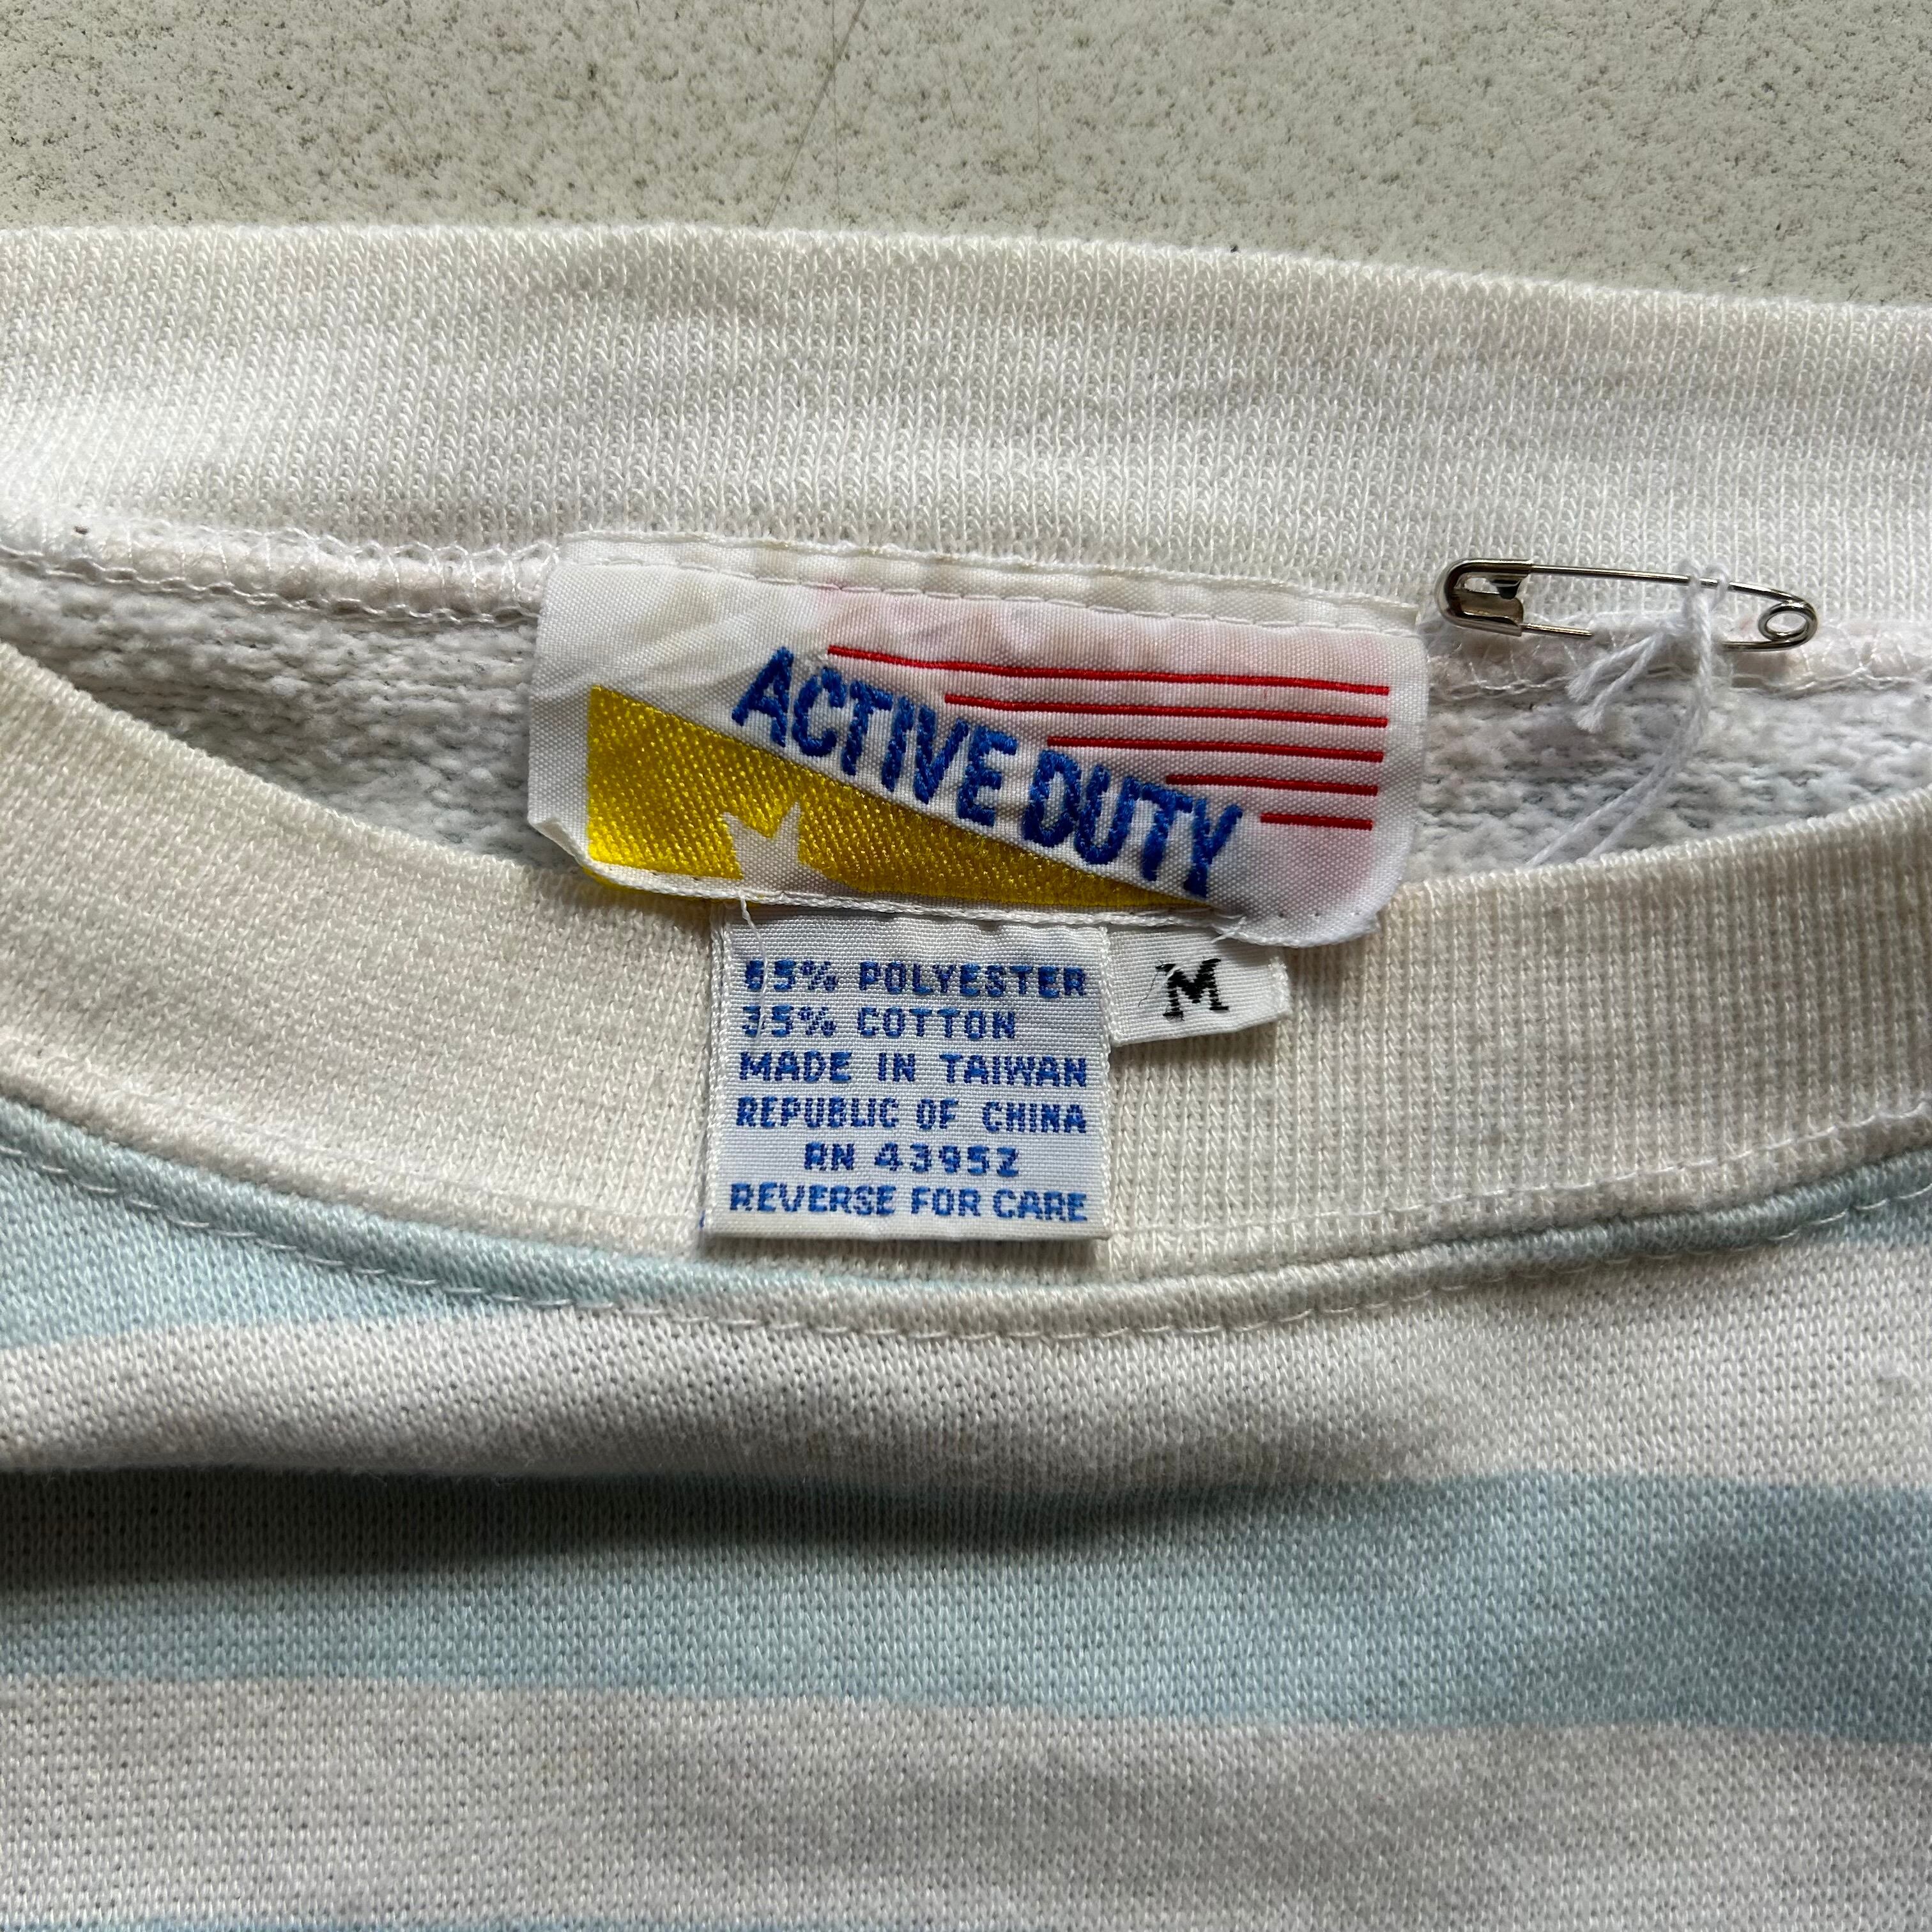 ACTIVE DUTY
65% POLYESTER
35% COTTON
MADE IN TAIWAN
REPUBLIC OF CHINA
RN 43952
REVERSE FOR CARE
M